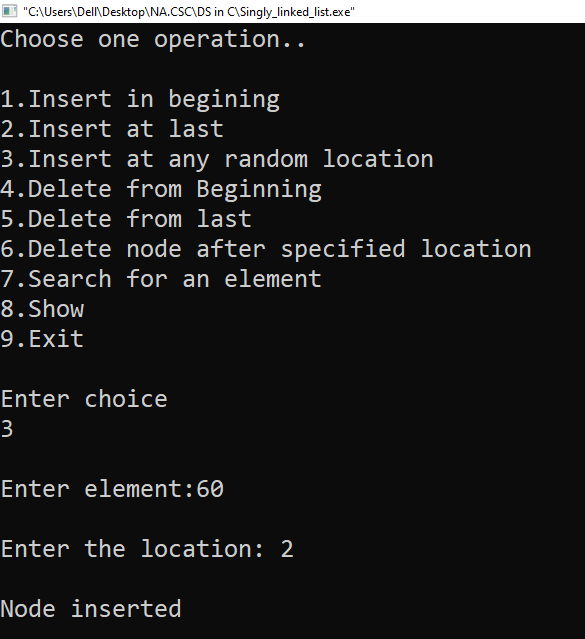 "C:\Users\Dell\Desktop\NA.CSC\DS in C\Singly_linked_list.exe"
Choose one operation..
1.Insert in begining
2.Insert at last
3.Insert at any random location
4.Delete from Beginning
5.Delete from last
6.Delete node after specified location
7.Search for an element
8.Show
9.Exit
Enter choice
3
Enter element:60
Enter the location: 2
Node inserted